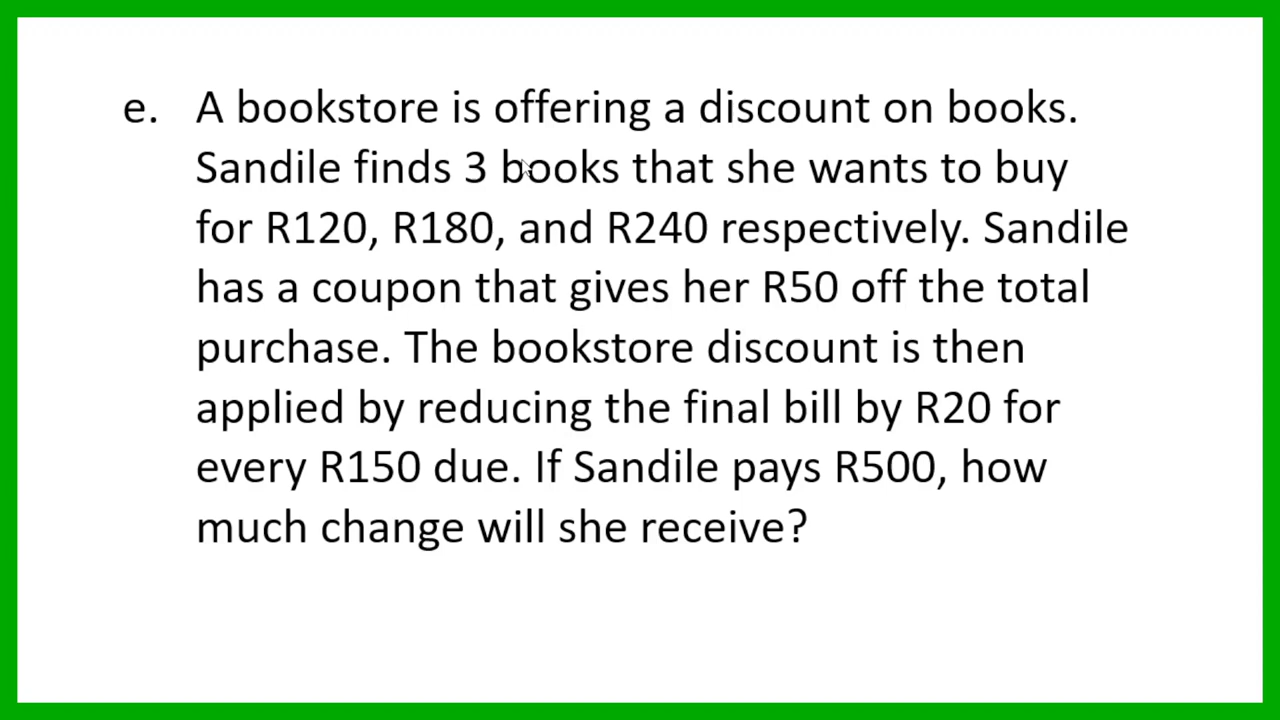 e. A bookstore is offering a discount on books.
Sandile finds 3 books that she wants to buy
for R120, R180, and R240 respectively. Sandile
has a coupon that gives her R50 off the total
purchase. The bookstore discount is then
applied by reducing the final bill by R20 for
every R150 due. If Sandile pays R500, how
much change will she receive?